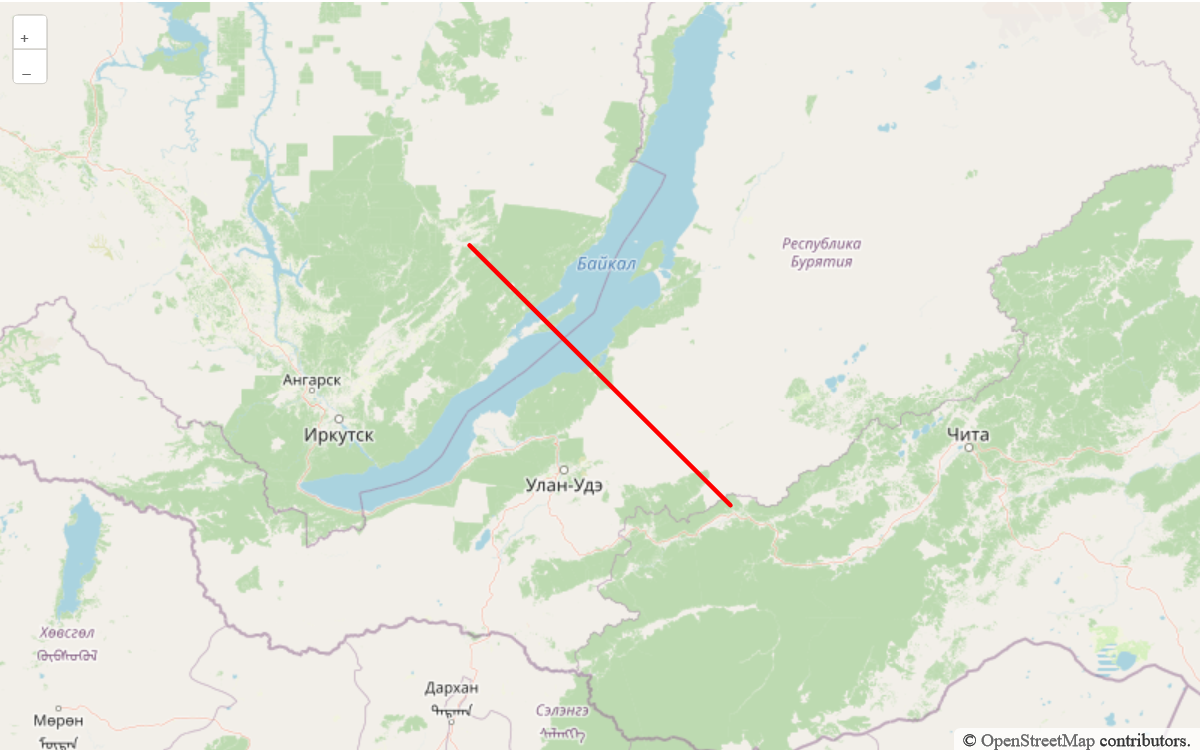 +
–
Байкал
Республика
Бурятия
Ангарск
Иркутск
Чита
Улан-Удэ
Хөвсгөл
Дархан
Сэлэнгэ
Мөрөн
© OpenStreetMap contributors.